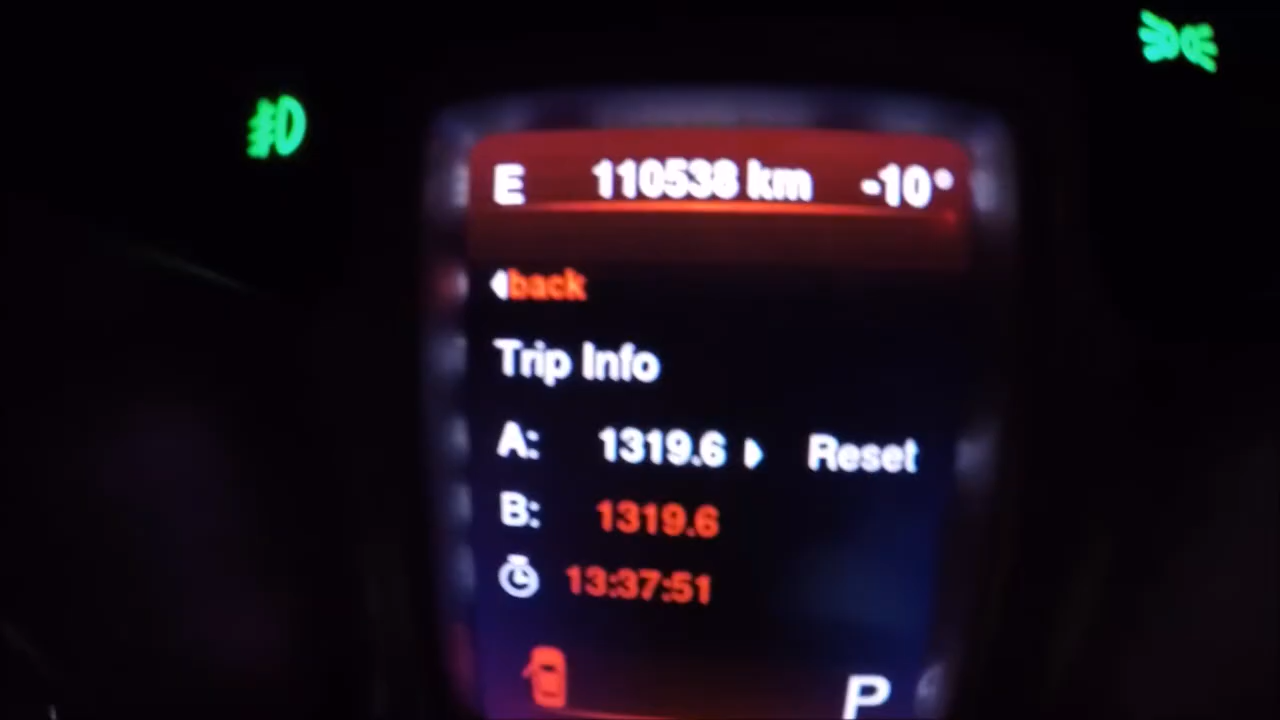 E 110538 km -10°
back
Trip Info
A: 1319.6 Reset
B: 1319.6
13:37:51
P